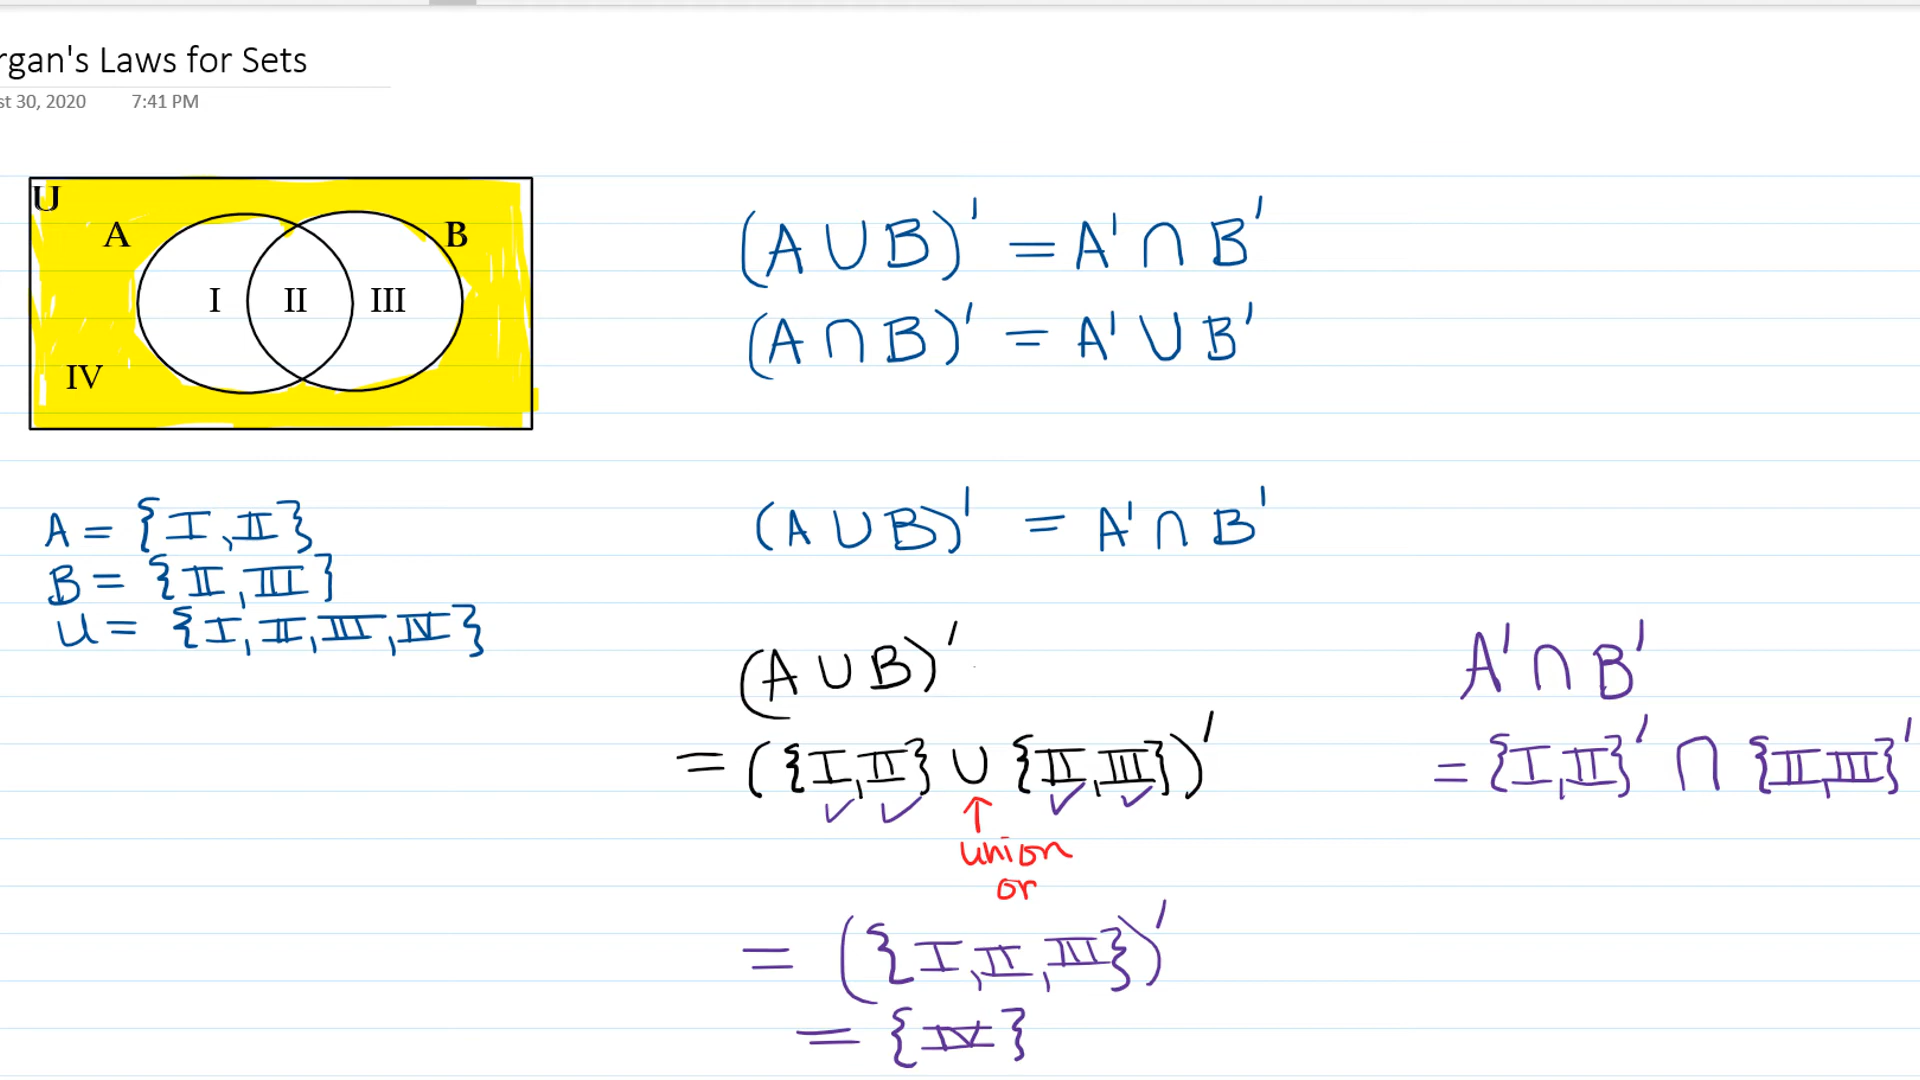 rgan's Laws for Sets
st 30, 2020 7:41 PM
U
A B
I II III
IV
(A ∪ B)' = A' ∩ B'
(A ∩ B)' = A' ∪ B'
A = {I, II}
B = {II, III}
U = {I, II, III, IV}
(A ∪ B)' = A' ∩ B'
(A ∪ B)'
= ({I, II} ∪ {II, III})'
union
or
= ({I, II, III})'
= {IV}
A' ∩ B'
= {I, II}' ∩ {II, III}'